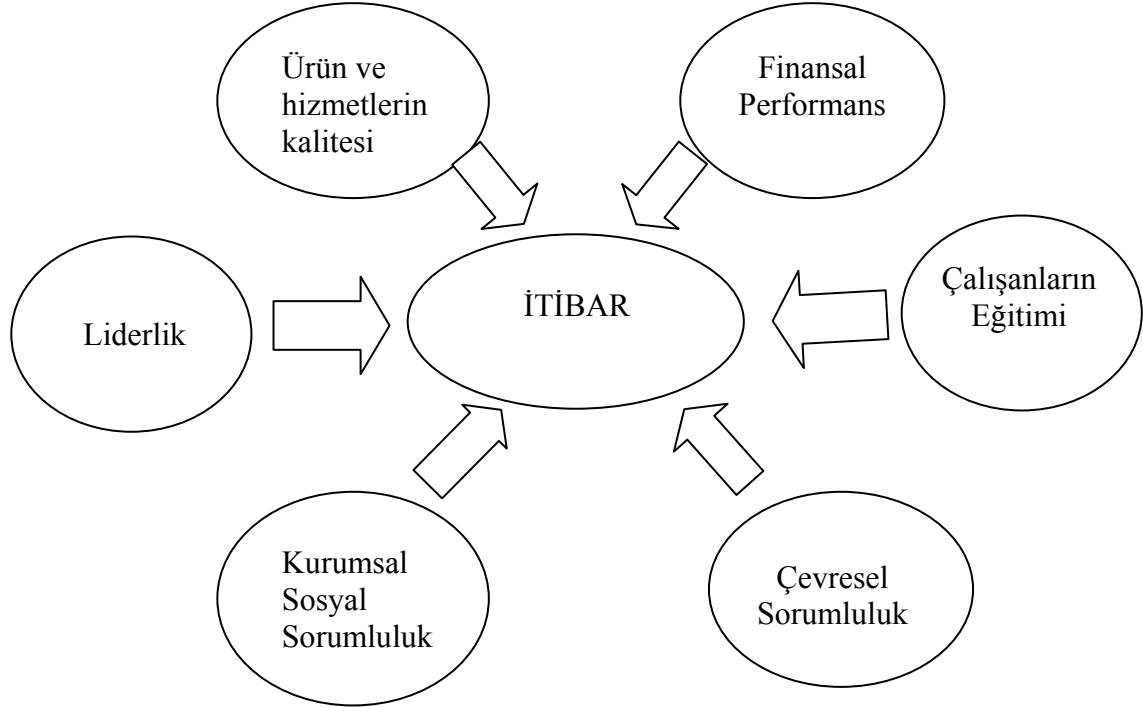 Ürün ve
hizmetlerin
kalitesi
Finansal
Performans
Liderlik
İTİBAR
Çalışanların
Eğitimi
Kurumsal
Sosyal
Sorumluluk
Çevresel
Sorumluluk